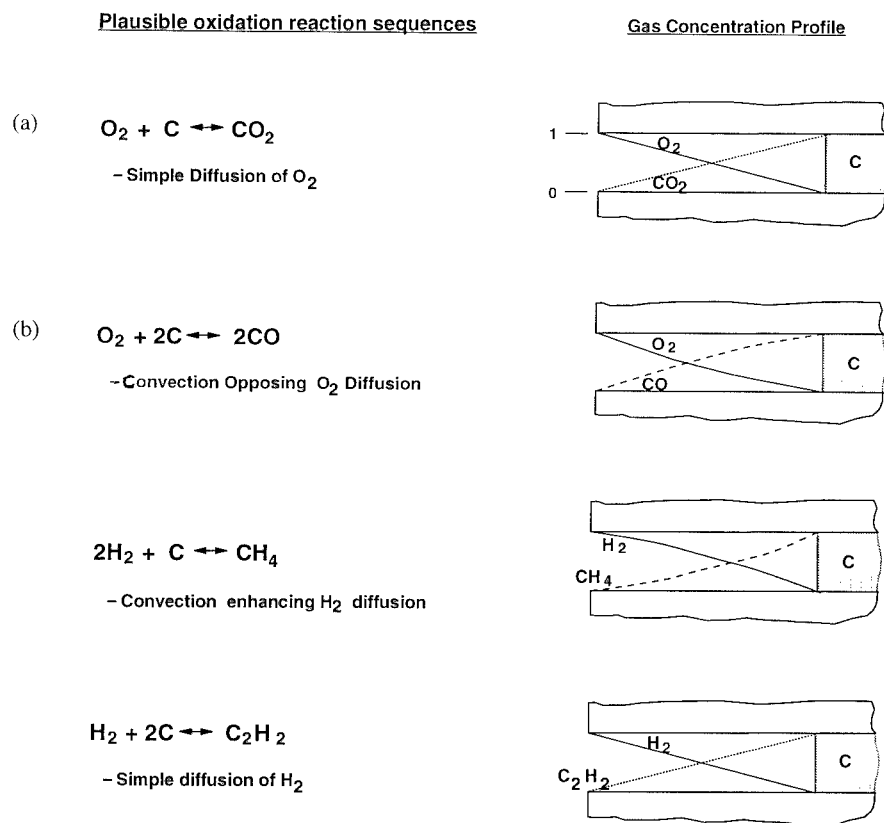 Plausible oxidation reaction sequences
Gas Concentration Profile
(a)
O₂ + C ↔ CO₂
– Simple Diffusion of O₂
1
0
O₂
CO₂
C
(b)
O₂ + 2C ↔ 2CO
– Convection Opposing O₂ Diffusion
O₂
CO
C
2H₂ + C ↔ CH₄
– Convection enhancing H₂ diffusion
H₂
CH₄
C
H₂ + 2C ↔ C₂H₂
– Simple diffusion of H₂
H₂
C₂H₂
C